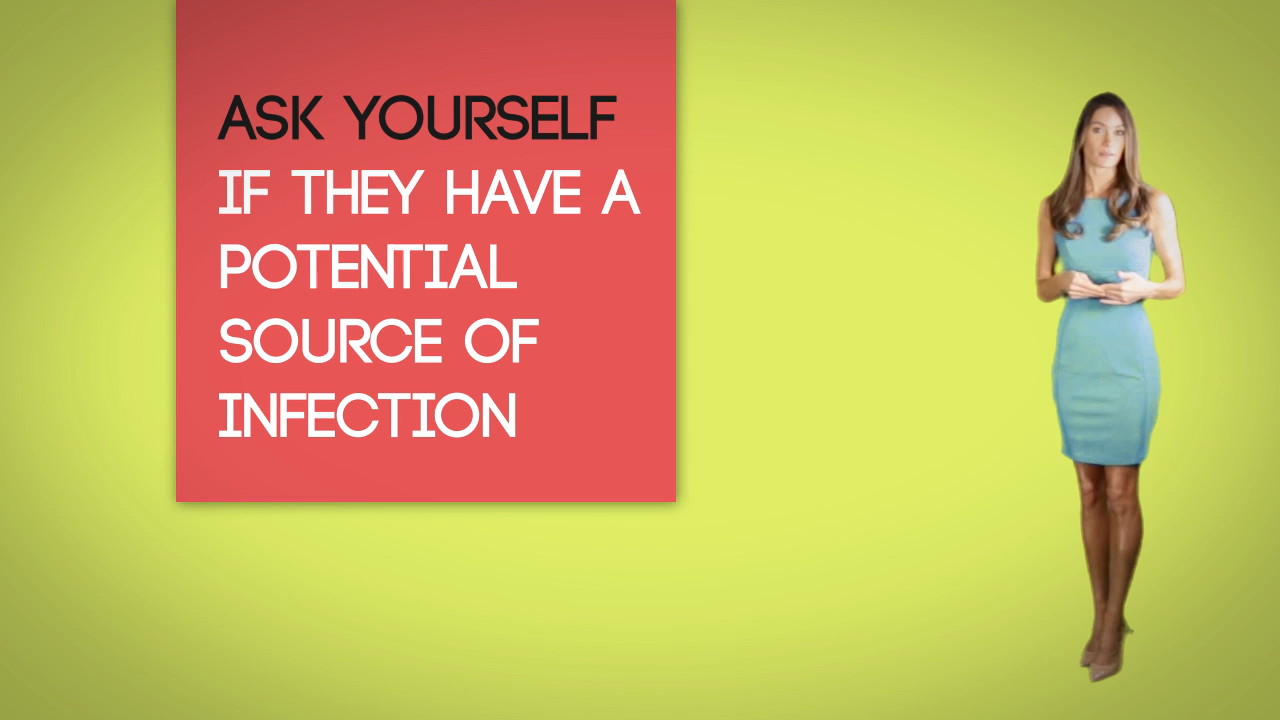 ASK YOURSELF
IF THEY HAVE A
POTENTIAL
SOURCE OF
INFECTION